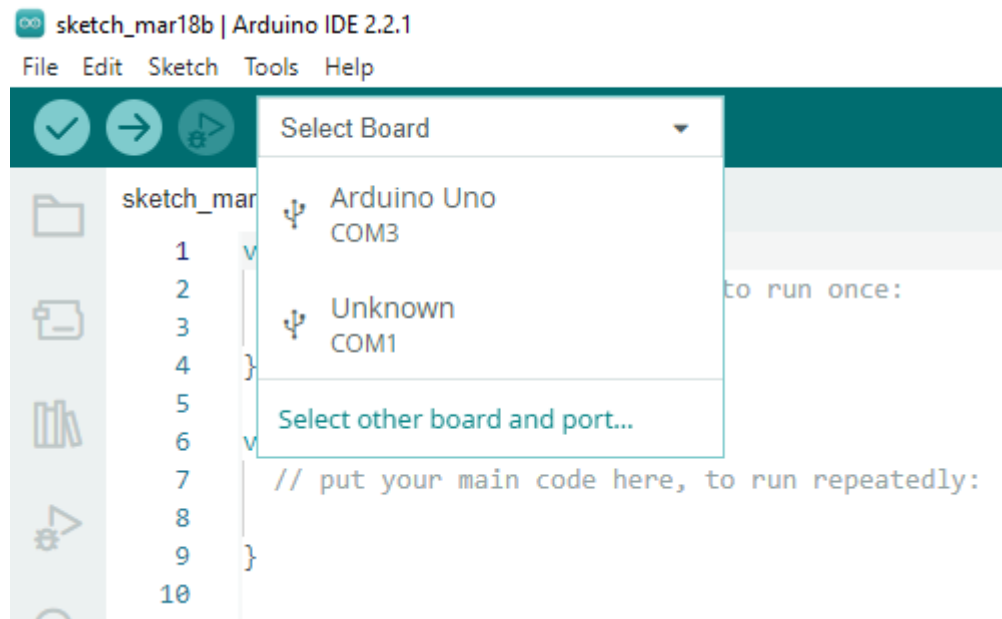 sketch_mar18b | Arduino IDE 2.2.1
File Edit Sketch Tools Help
Select Board
Arduino Uno
COM3
Unknown
COM1
Select other board and port...
sketch_mar
1 v
2 to run once:
3
4 }
5
6 v
7 // put your main code here, to run repeatedly:
8
9 }
10